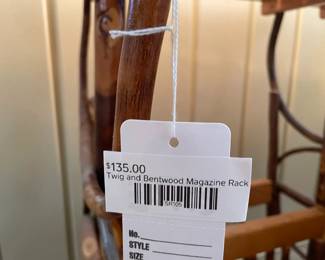 $135.00
Twig and Bentwood Magazine Rack
No.
STYLE
SIZE